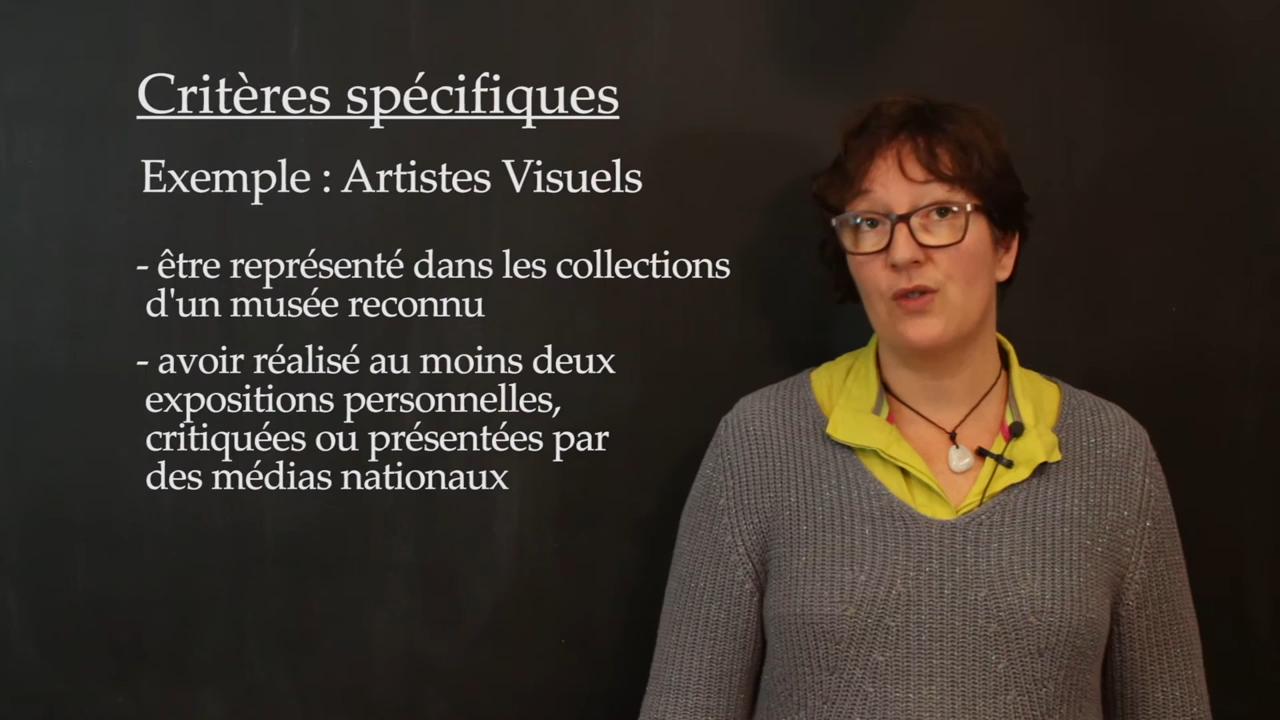 Critères spécifiques
Exemple : Artistes Visuels
- être représenté dans les collections
d'un musée reconnu
- avoir réalisé au moins deux
expositions personnelles,
critiquées ou présentées par
des médias nationaux